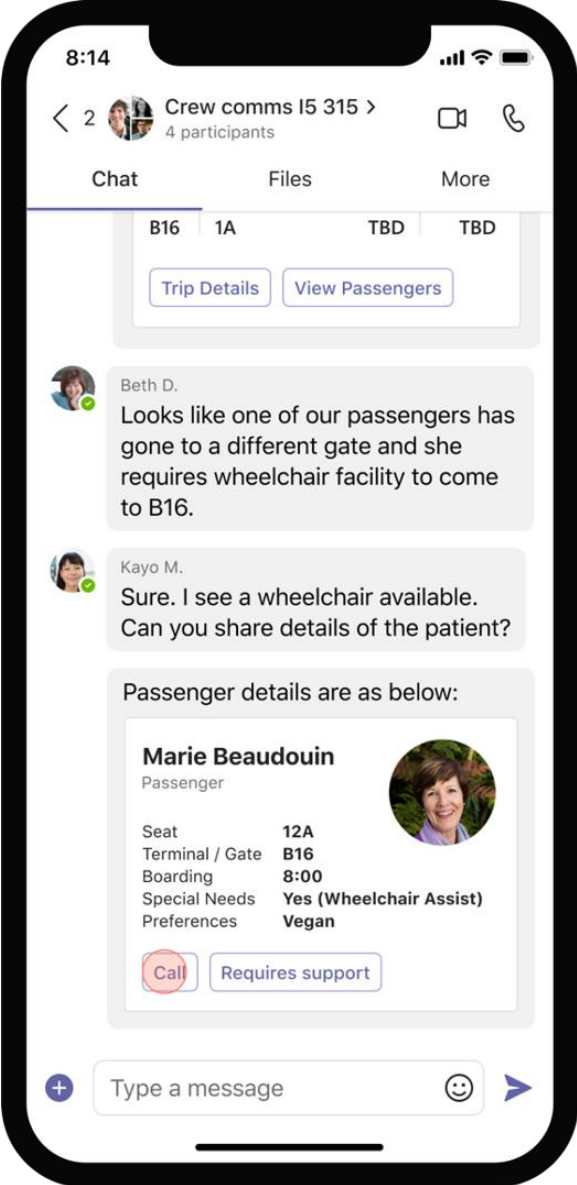 8:14
2 Crew comms I5 315 >
4 participants
Chat Files More
B16 1A TBD TBD
Trip Details View Passengers
Beth D.
Looks like one of our passengers has
gone to a different gate and she
requires wheelchair facility to come
to B16.
Kayo M.
Sure. I see a wheelchair available.
Can you share details of the patient?
Passenger details are as below:
Marie Beaudouin
Passenger
Seat 12A
Terminal / Gate B16
Boarding 8:00
Special Needs Yes (Wheelchair Assist)
Preferences Vegan
Call Requires support
Type a message